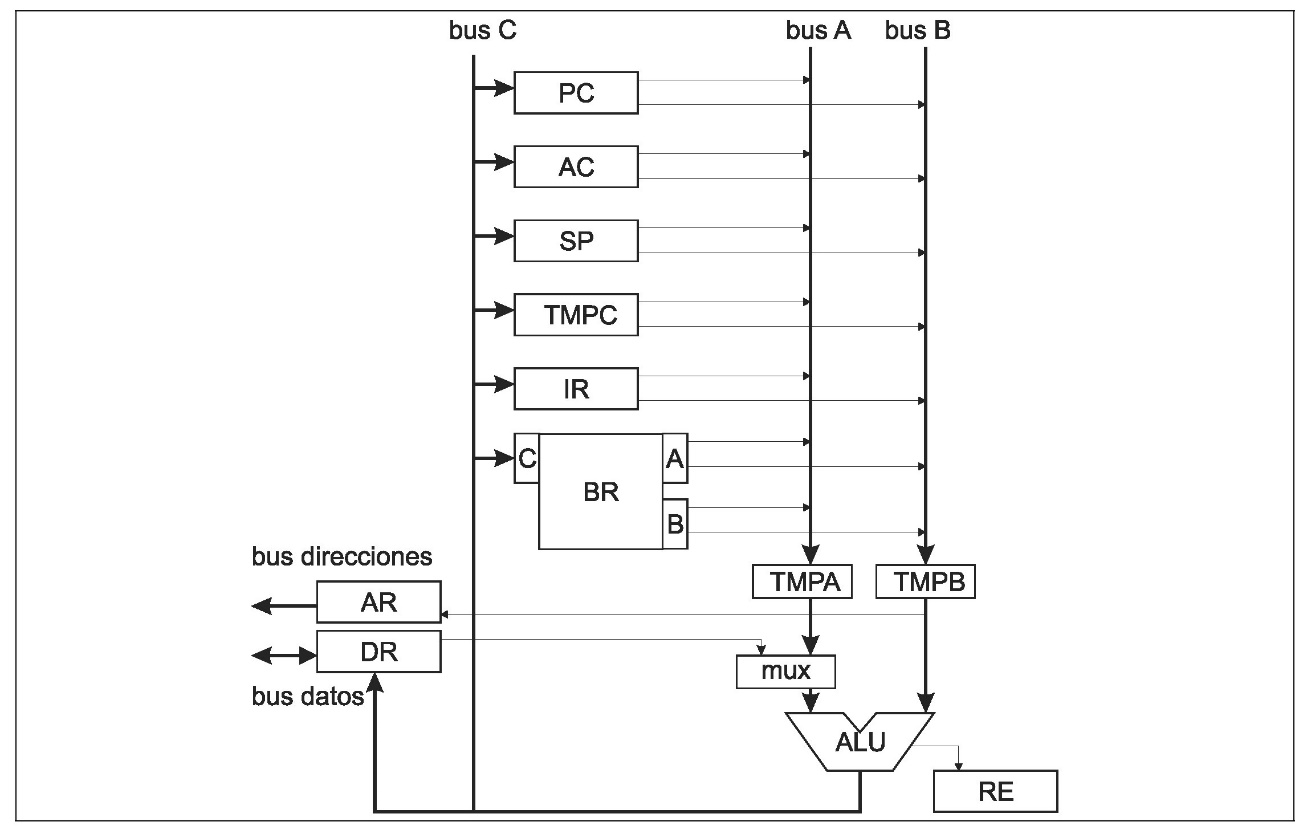 bus C
bus A
bus B
PC
AC
SP
TMPC
IR
C
A
BR
B
bus direcciones
TMPA
TMPB
AR
DR
mux
bus datos
ALU
RE